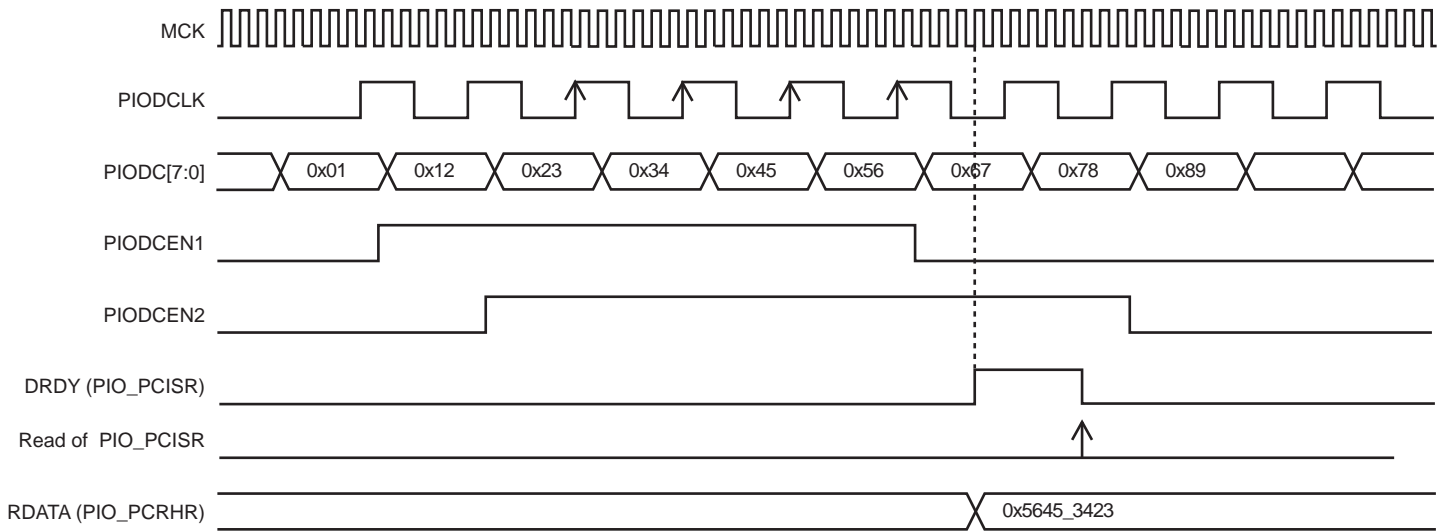 MCK
PIODCLK
PIODC[7:0] 0x01 0x12 0x23 0x34 0x45 0x56 0x67 0x78 0x89
PIODCEN1
PIODCEN2
DRDY (PIO_PCISR)
Read of PIO_PCISR
RDATA (PIO_PCRHR) 0x5645_3423